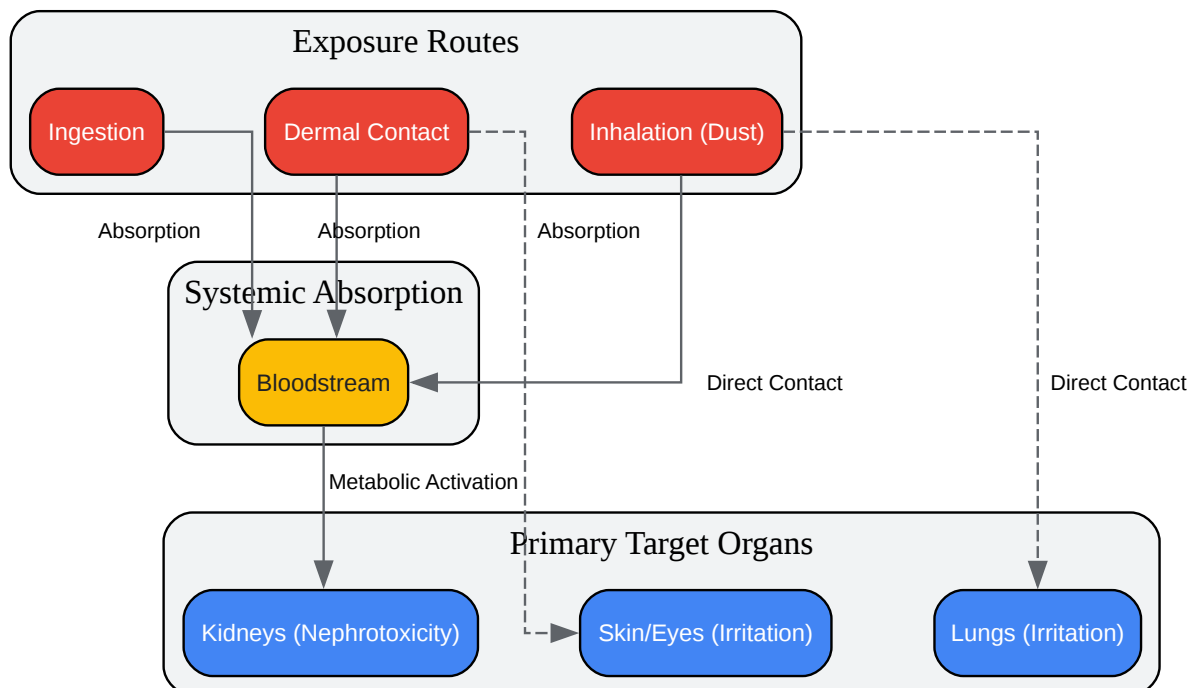 Exposure Routes
Ingestion
Dermal Contact
Inhalation (Dust)
Absorption
Absorption
Absorption
Systemic Absorption
Bloodstream
Direct Contact
Direct Contact
Metabolic Activation
Primary Target Organs
Kidneys (Nephrotoxicity)
Skin/Eyes (Irritation)
Lungs (Irritation)